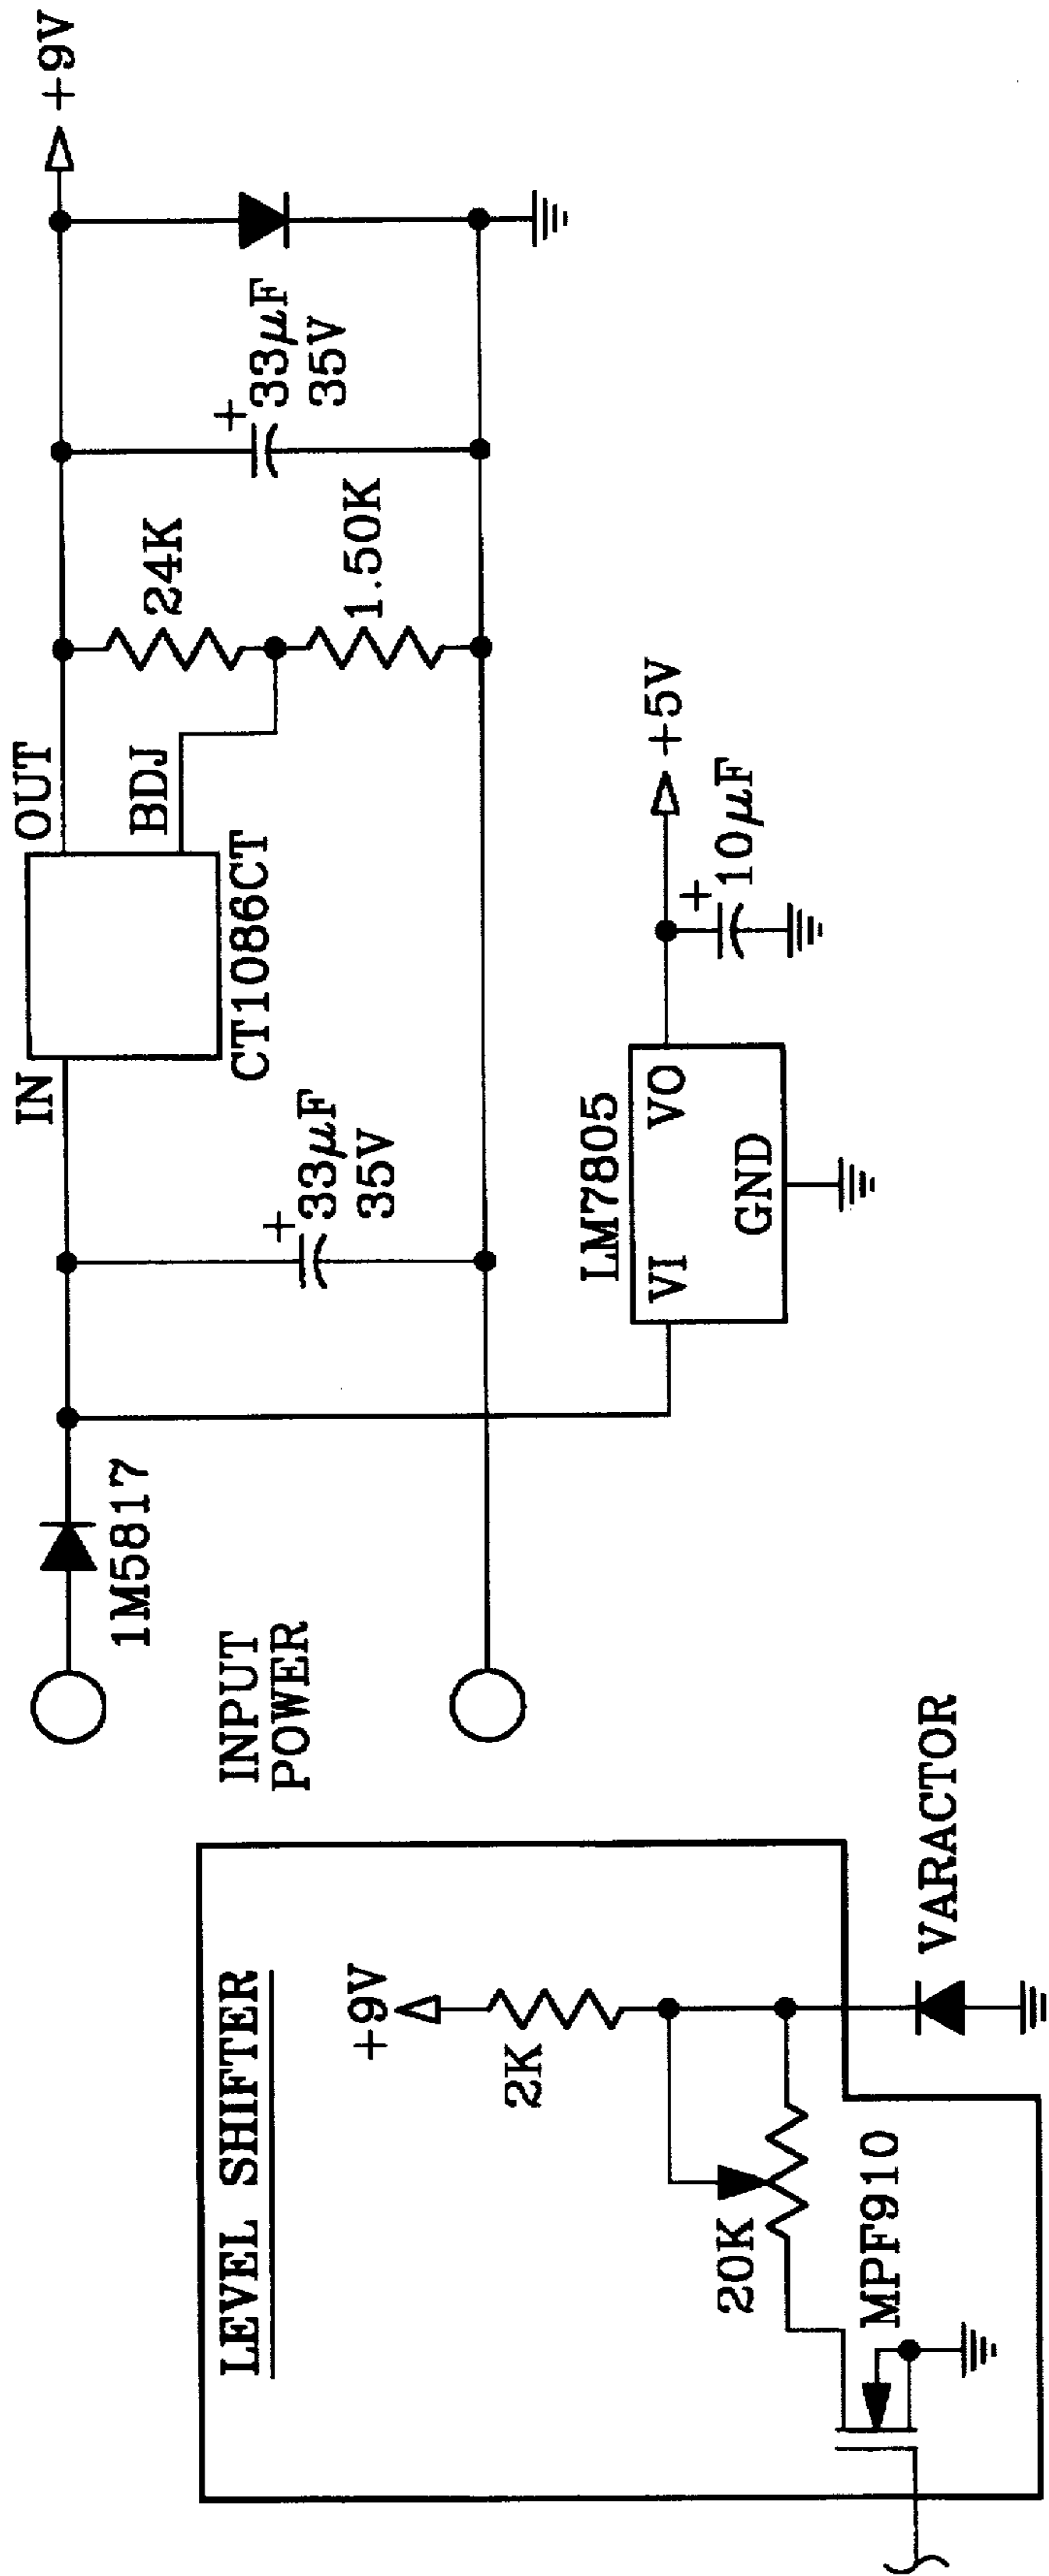 LEVEL SHIFTER
+9V
2K
20K
MPF910
VARACTOR
INPUT
POWER
1M5817
IN
OUT
BDJ
CT1086CT
33μF
35V
24K
1.50K
+
33μF
35V
+
+9V
LM7805
VI
VO
GND
+5V
+
10μF